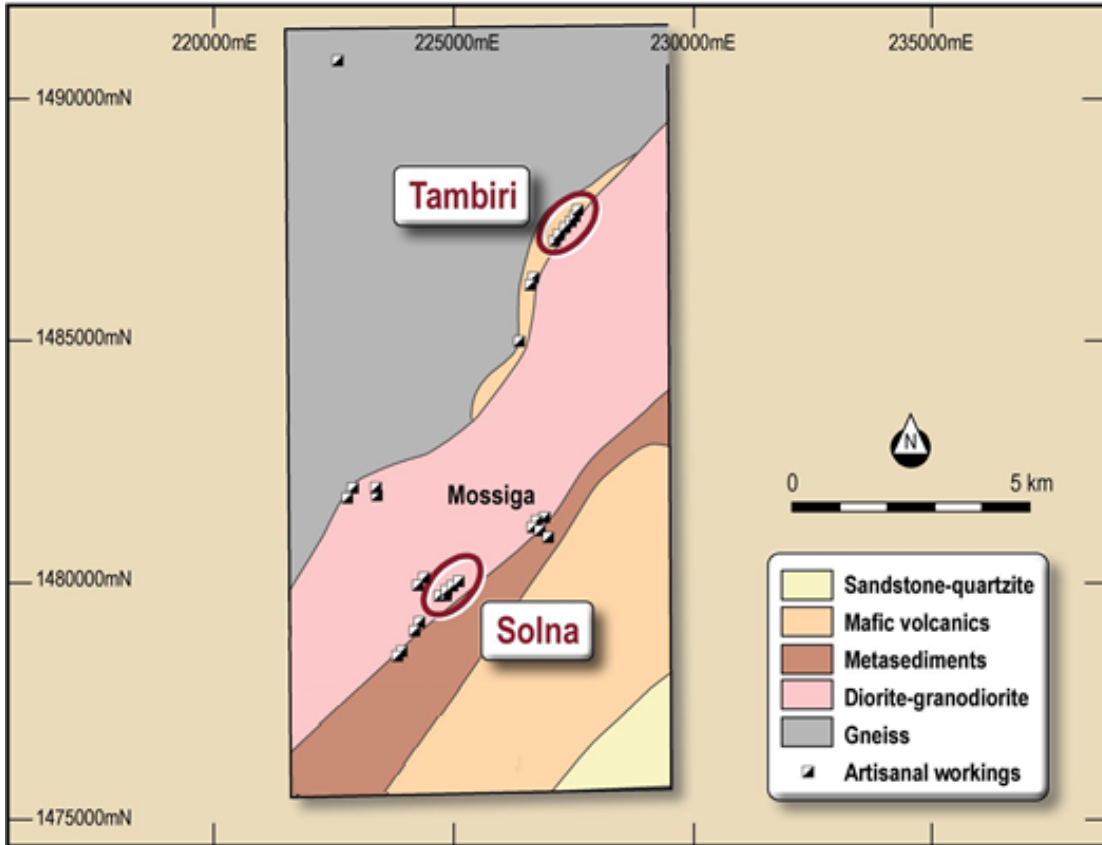 220000mE
225000mE
230000mE
235000mE
1490000mN
Tambiri
1485000mN
N
Mossiga
0 5 km
1480000mN
Solna
Sandstone-quartzite
Mafic volcanics
Metasediments
Diorite-granodiorite
Gneiss
Artisanal workings
1475000mN